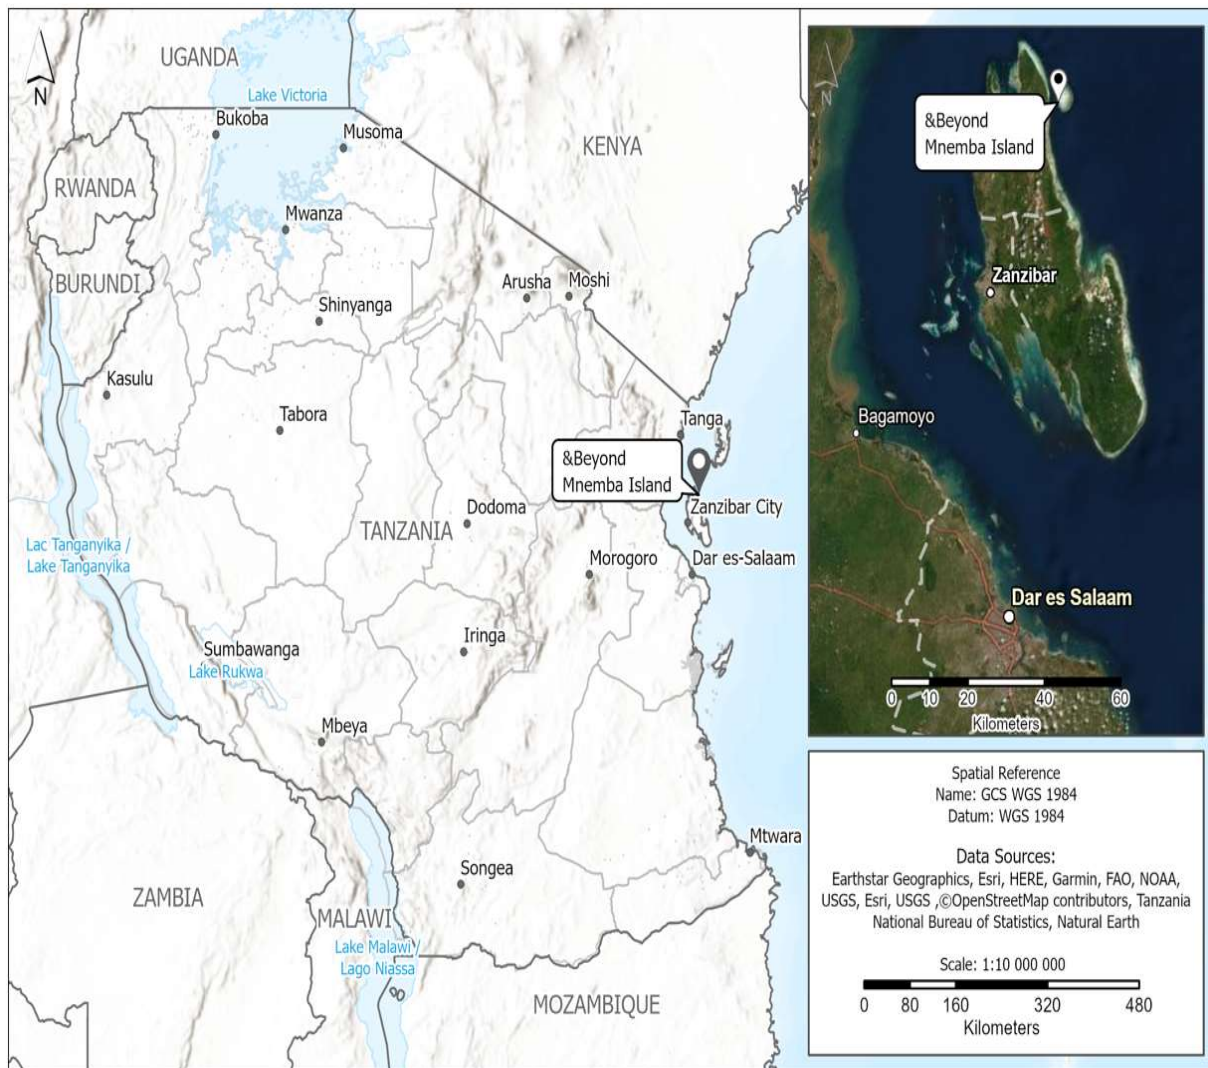 UGANDA
N
Lake Victoria
Bukoba
Musoma
KENYA
RWANDA
Mwanza
BURUNDI
Arusha
Moshi
Shinyanga
Kasulu
Tabora
Tanga
&Beyond
Mnemba Island
Dodoma
Zanzibar City
TANZANIA
Lac Tanganyika /
Lake Tanganyika
Morogoro
Dar es-Salaam
Iringa
Sumbawanga
Lake Rukwa
Mbeya
Mtwara
Songea
ZAMBIA
MALAWI
Lake Malawi /
Lago Niassa
MOZAMBIQUE
N
&Beyond
Mnemba Island
Zanzibar
Bagamoyo
Dar es Salaam
0 10 20 40 60
Kilometers
Spatial Reference
Name: GCS WGS 1984
Datum: WGS 1984
Data Sources:
Earthstar Geographics, Esri, HERE, Garmin, FAO, NOAA,
USGS, Esri, USGS ,©OpenStreetMap contributors, Tanzania
National Bureau of Statistics, Natural Earth
Scale: 1:10 000 000
0 80 160 320 480
Kilometers